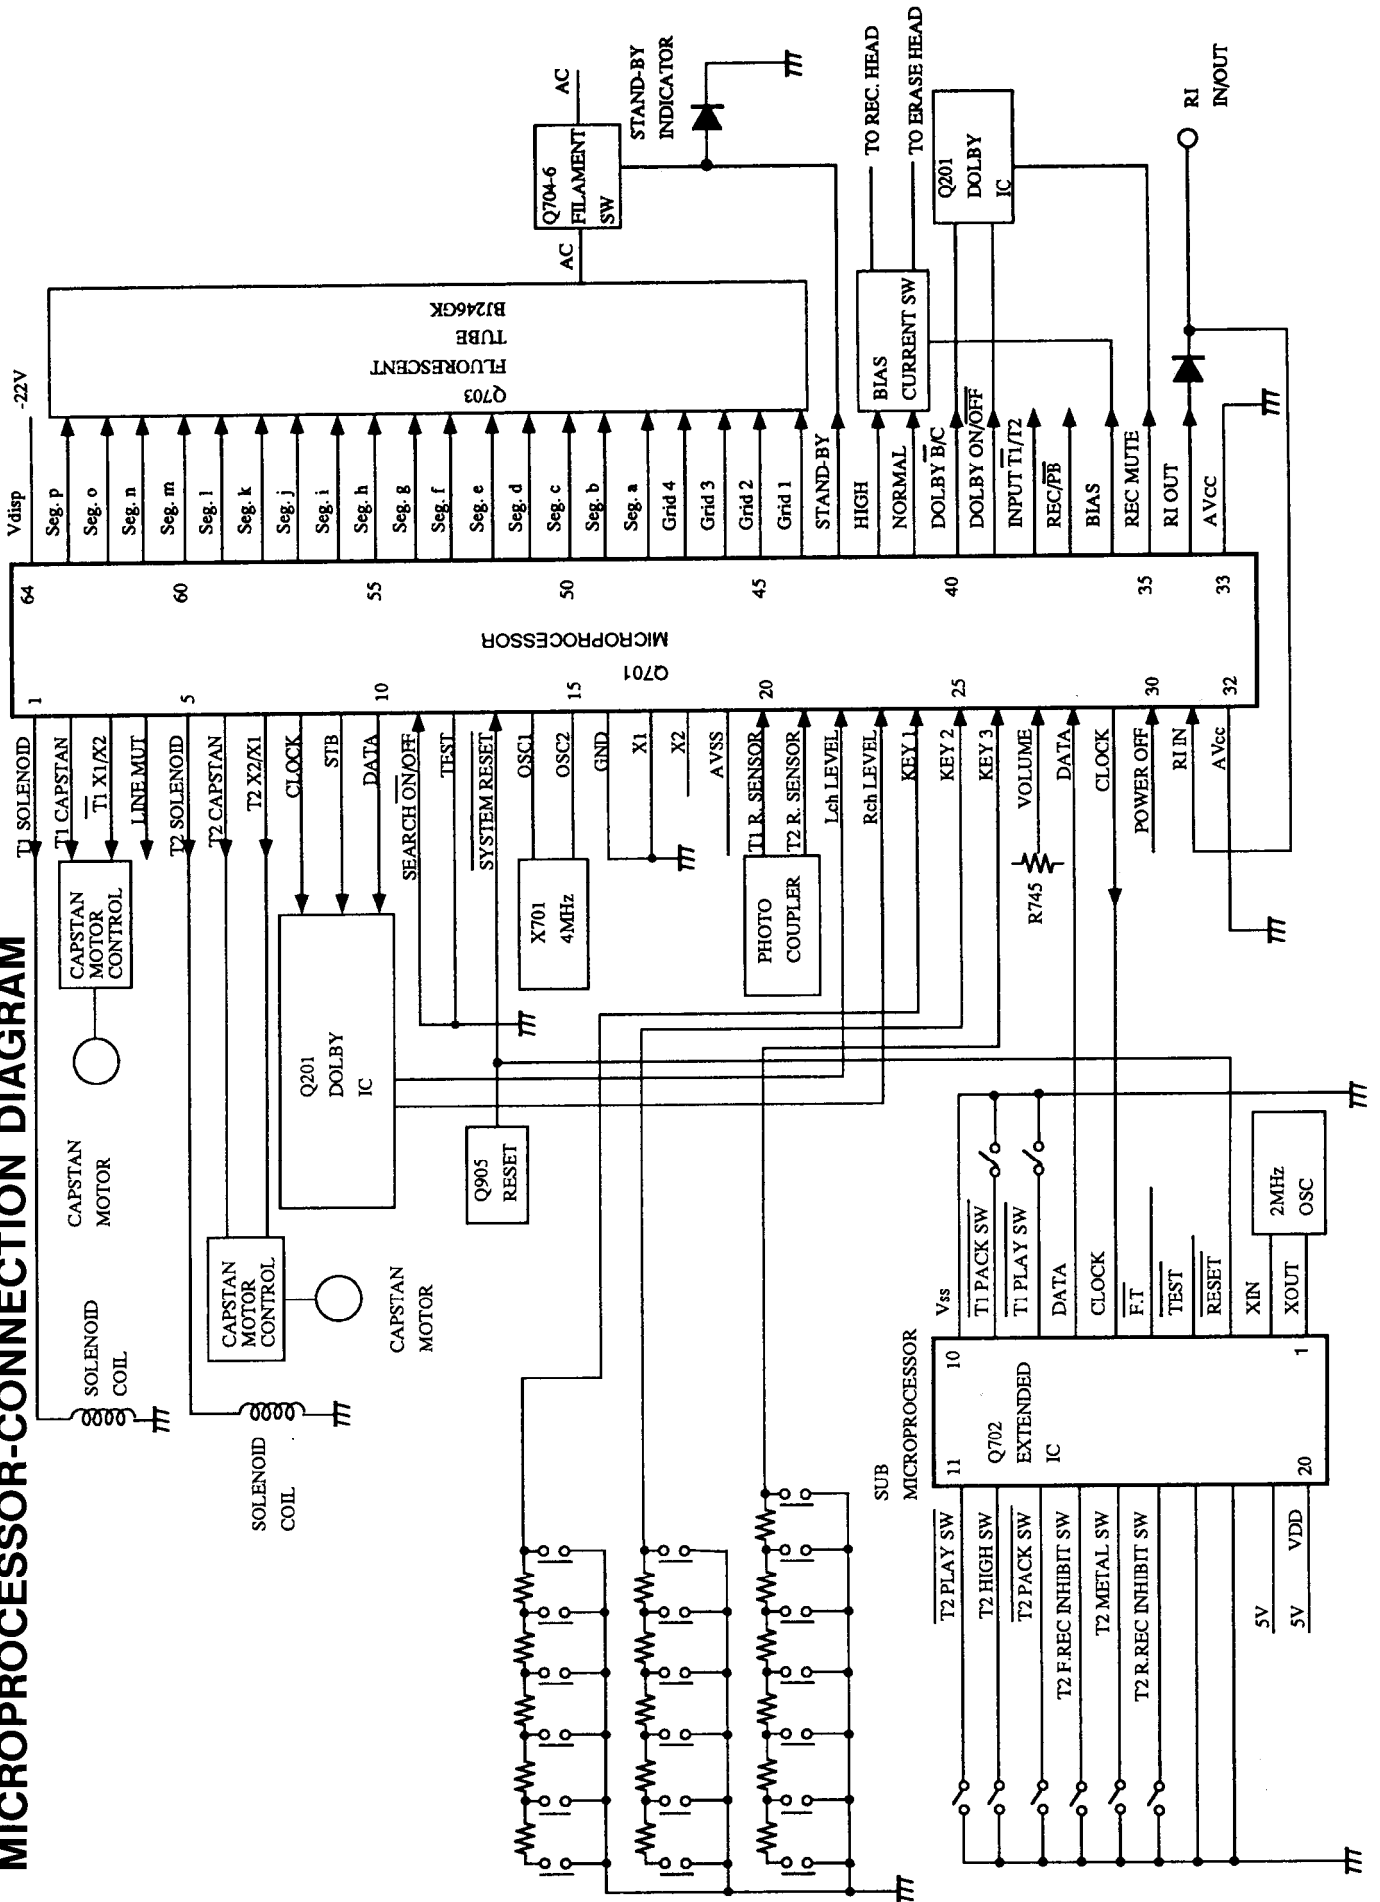 MICROPROCESSOR-CONNECTION DIAGRAM
T1 SOLENOID
T1 CAPSTAN
T1 X1/X2
LINE MUT
T2 SOLENOID
T2 CAPSTAN
T2 X2/X1
CLOCK
STB
DATA
SEARCH ON/OFF
TEST
SYSTEM RESET
OSC1
OSC2
GND
X1
X2
AVSS
T1 R. SENSOR
T2 R. SENSOR
Lch LEVEL
Rch LEVEL
KEY 1
KEY 2
KEY 3
VOLUME
DATA
CLOCK
POWER OFF
RI IN
AVcc
1
5
10
15
20
25
30
32
Q701
MICROPROCESSOR
64
60
55
50
45
40
35
33
Vdisp
-22V
Seg. p
Seg. o
Seg. n
Seg. m
Seg. l
Seg. k
Seg. j
Seg. i
Seg. h
Seg. g
Seg. f
Seg. e
Seg. d
Seg. c
Seg. b
Seg. a
Grid 4
Grid 3
Grid 2
Grid 1
STAND-BY
HIGH
NORMAL
DOLBY B/C
DOLBY ON/OFF
INPUT T1/T2
REC/PB
BIAS
REC MUTE
RI OUT
AVCC
Q703
FLUORESCENT
TUBE
BJ246GK
AC
Q704-6
FILAMENT
SW
AC
STAND-BY
INDICATOR
BIAS
CURRENT SW
TO REC. HEAD
TO ERASE HEAD
Q201
DOLBY
IC
RI
IN/OUT
CAPSTAN
MOTOR
CONTROL
CAPSTAN
MOTOR
SOLENOID
COIL
CAPSTAN
MOTOR
CONTROL
CAPSTAN
MOTOR
SOLENOID
COIL
Q201
DOLBY
IC
Q905
RESET
X701
4MHz
PHOTO
COUPLER
R745
SUB
MICROPROCESSOR
Q702
EXTENDED
IC
10
1
11
20
Vss
T1 PACK SW
T1 PLAY SW
DATA
CLOCK
F.T
TEST
RESET
XIN
XOUT
2MHz
OSC
T2 PLAY SW
T2 HIGH SW
T2 PACK SW
T2 F.REC INHIBIT SW
T2 METAL SW
T2 R.REC INHIBIT SW
5V
5V VDD